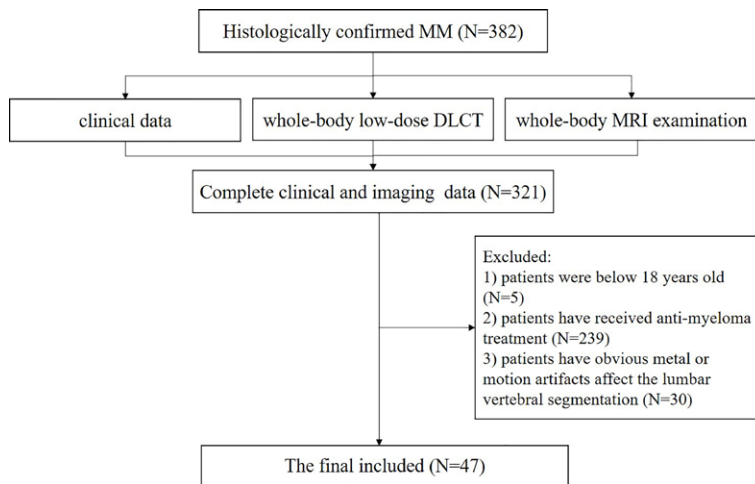 Histologically confirmed MM (N=382)
clinical data
whole-body low-dose DLCT
whole-body MRI examination
Complete clinical and imaging data (N=321)
Excluded:
1) patients were below 18 years old
(N=5)
2) patients have received anti-myeloma
treatment (N=239)
3) patients have obvious metal or
motion artifacts affect the lumbar
vertebral segmentation (N=30)
The final included (N=47)